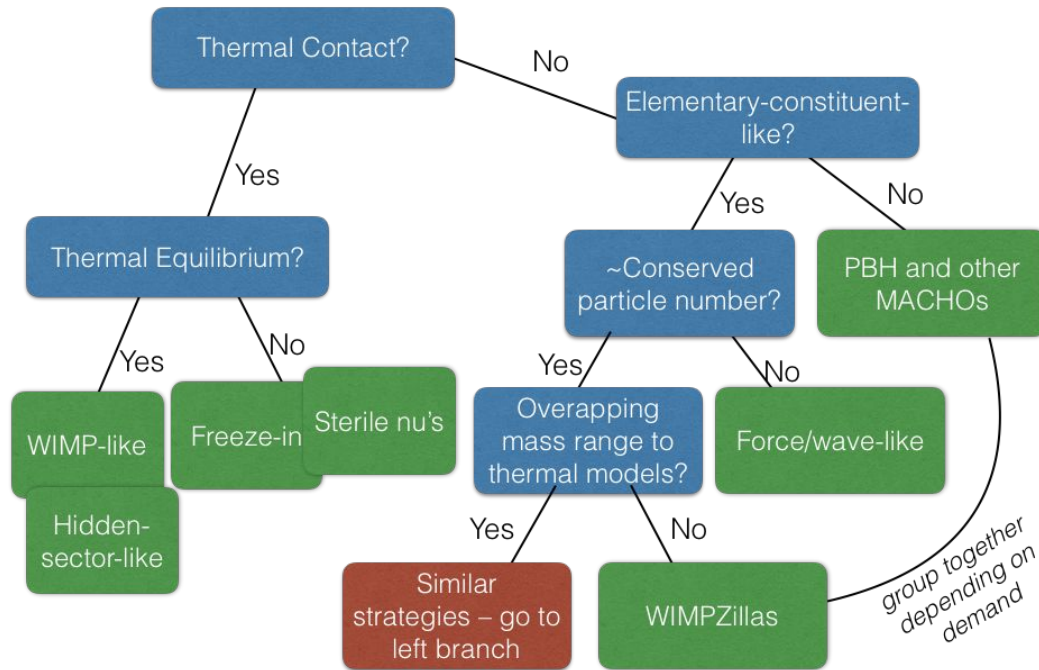 Thermal Contact?
No
Elementary-constituent-
like?
Yes
Yes
No
Thermal Equilibrium?
~Conserved
particle number?
PBH and other
MACHOs
Yes
No
Yes
No
WIMP-like
Freeze-in
Sterile nu's
Overapping
mass range to
thermal models?
Force/wave-like
Hidden-
sector-like
Yes
No
Similar
strategies – go to
left branch
WIMPZillas
group together
depending on
demand